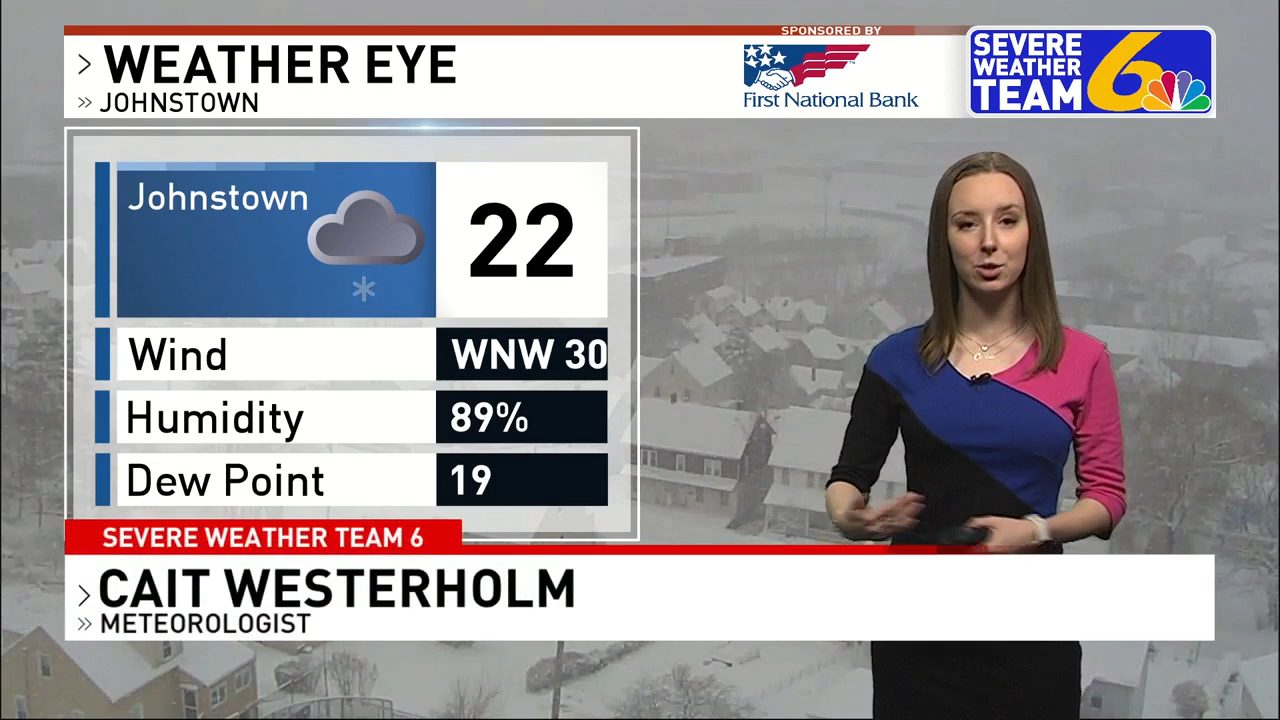 SPONSORED BY
WEATHER EYE
JOHNSTOWN
First National Bank
SEVERE
WEATHER
TEAM 6
Johnstown
22
Wind WNW 30
Humidity 89%
Dew Point 19
SEVERE WEATHER TEAM 6
CAIT WESTERHOLM
METEOROLOGIST